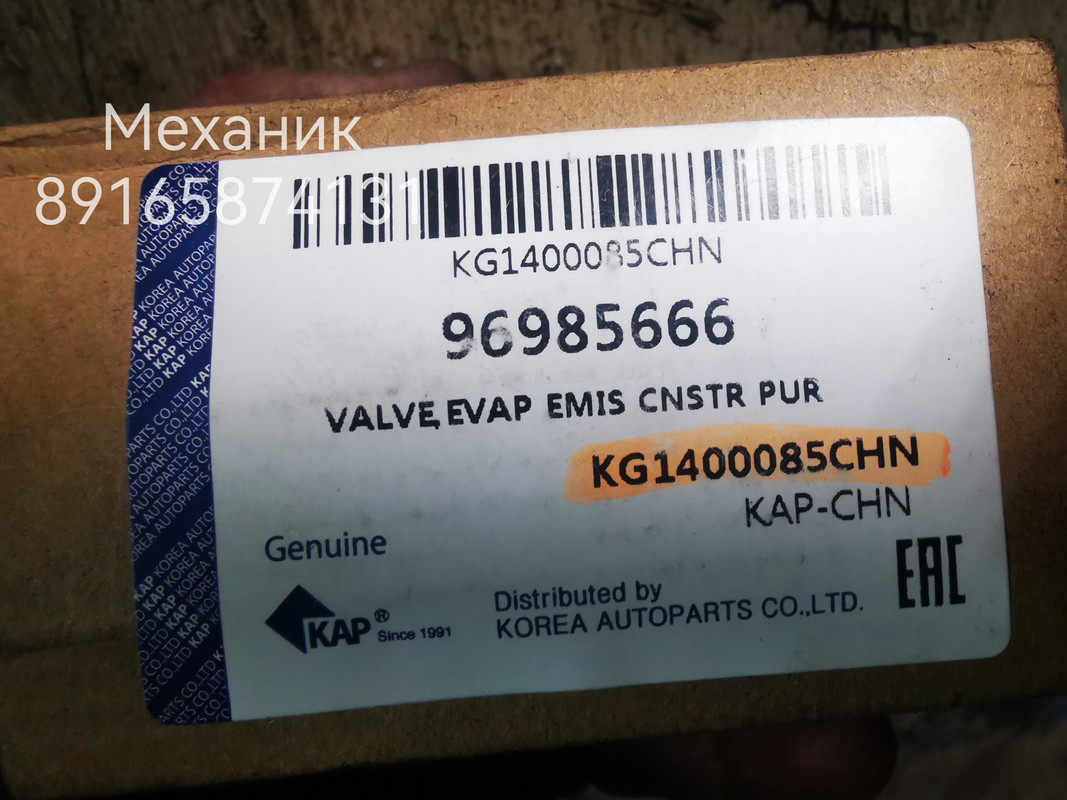 Механик
89165874131
KG1400085CHN
96985666
VALVE,EVAP EMIS CNSTR PUR
KG1400085CHN
KAP-CHN
Genuine
EAC
KAP® Since 1991
Distributed by
KOREA AUTOPARTS CO.,LTD.